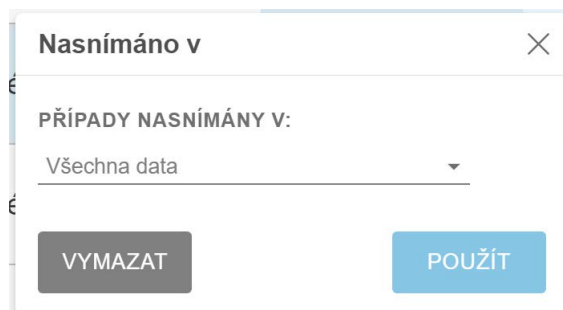 Nasnímáno v
PŘÍPADY NASNÍMÁNY V:
Všechna data
VYMAZAT
POUŽÍT